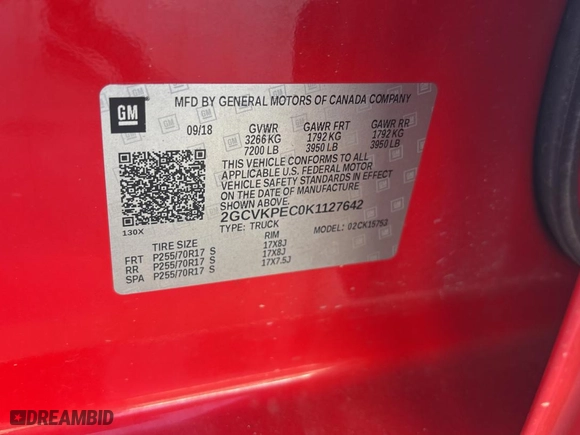 GM
MFD BY GENERAL MOTORS OF CANADA COMPANY
09/18 GVWR GAWR FRT GAWR RR
3266 KG 1792 KG 1792 KG
7200 LB 3950 LB 3950 LB
THIS VEHICLE CONFORMS TO ALL
APPLICABLE U.S. FEDERAL MOTOR
VEHICLE SAFETY STANDARDS IN EFFECT ON
THE DATE OF MANUFACTURE
2GCVKPEC0K1127642
TYPE: TRUCK MODEL: 02CK15753
130X
TIRE SIZE RIM
FRT P255/70R17 S 17X8J
RR P255/70R17 S 17X8J
SPA P255/70R17 S 17X7.5J
DREAMBID